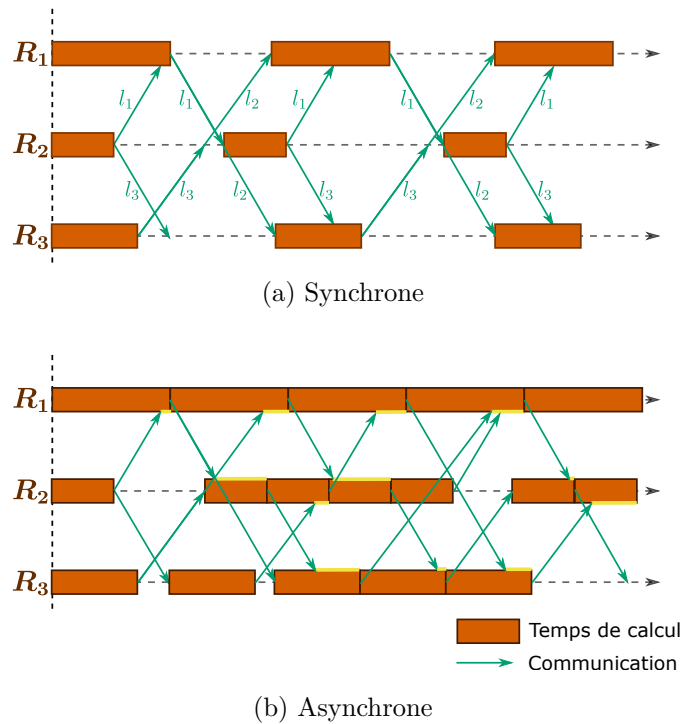 R₁
l₁ l₁ l₂ l₁ l₁ l₂ l₁
R₂
l₃ l₃ l₂ l₃ l₃ l₂ l₃
R₃
(a) Synchrone
R₁
R₂
R₃
Temps de calcul
Communication
(b) Asynchrone